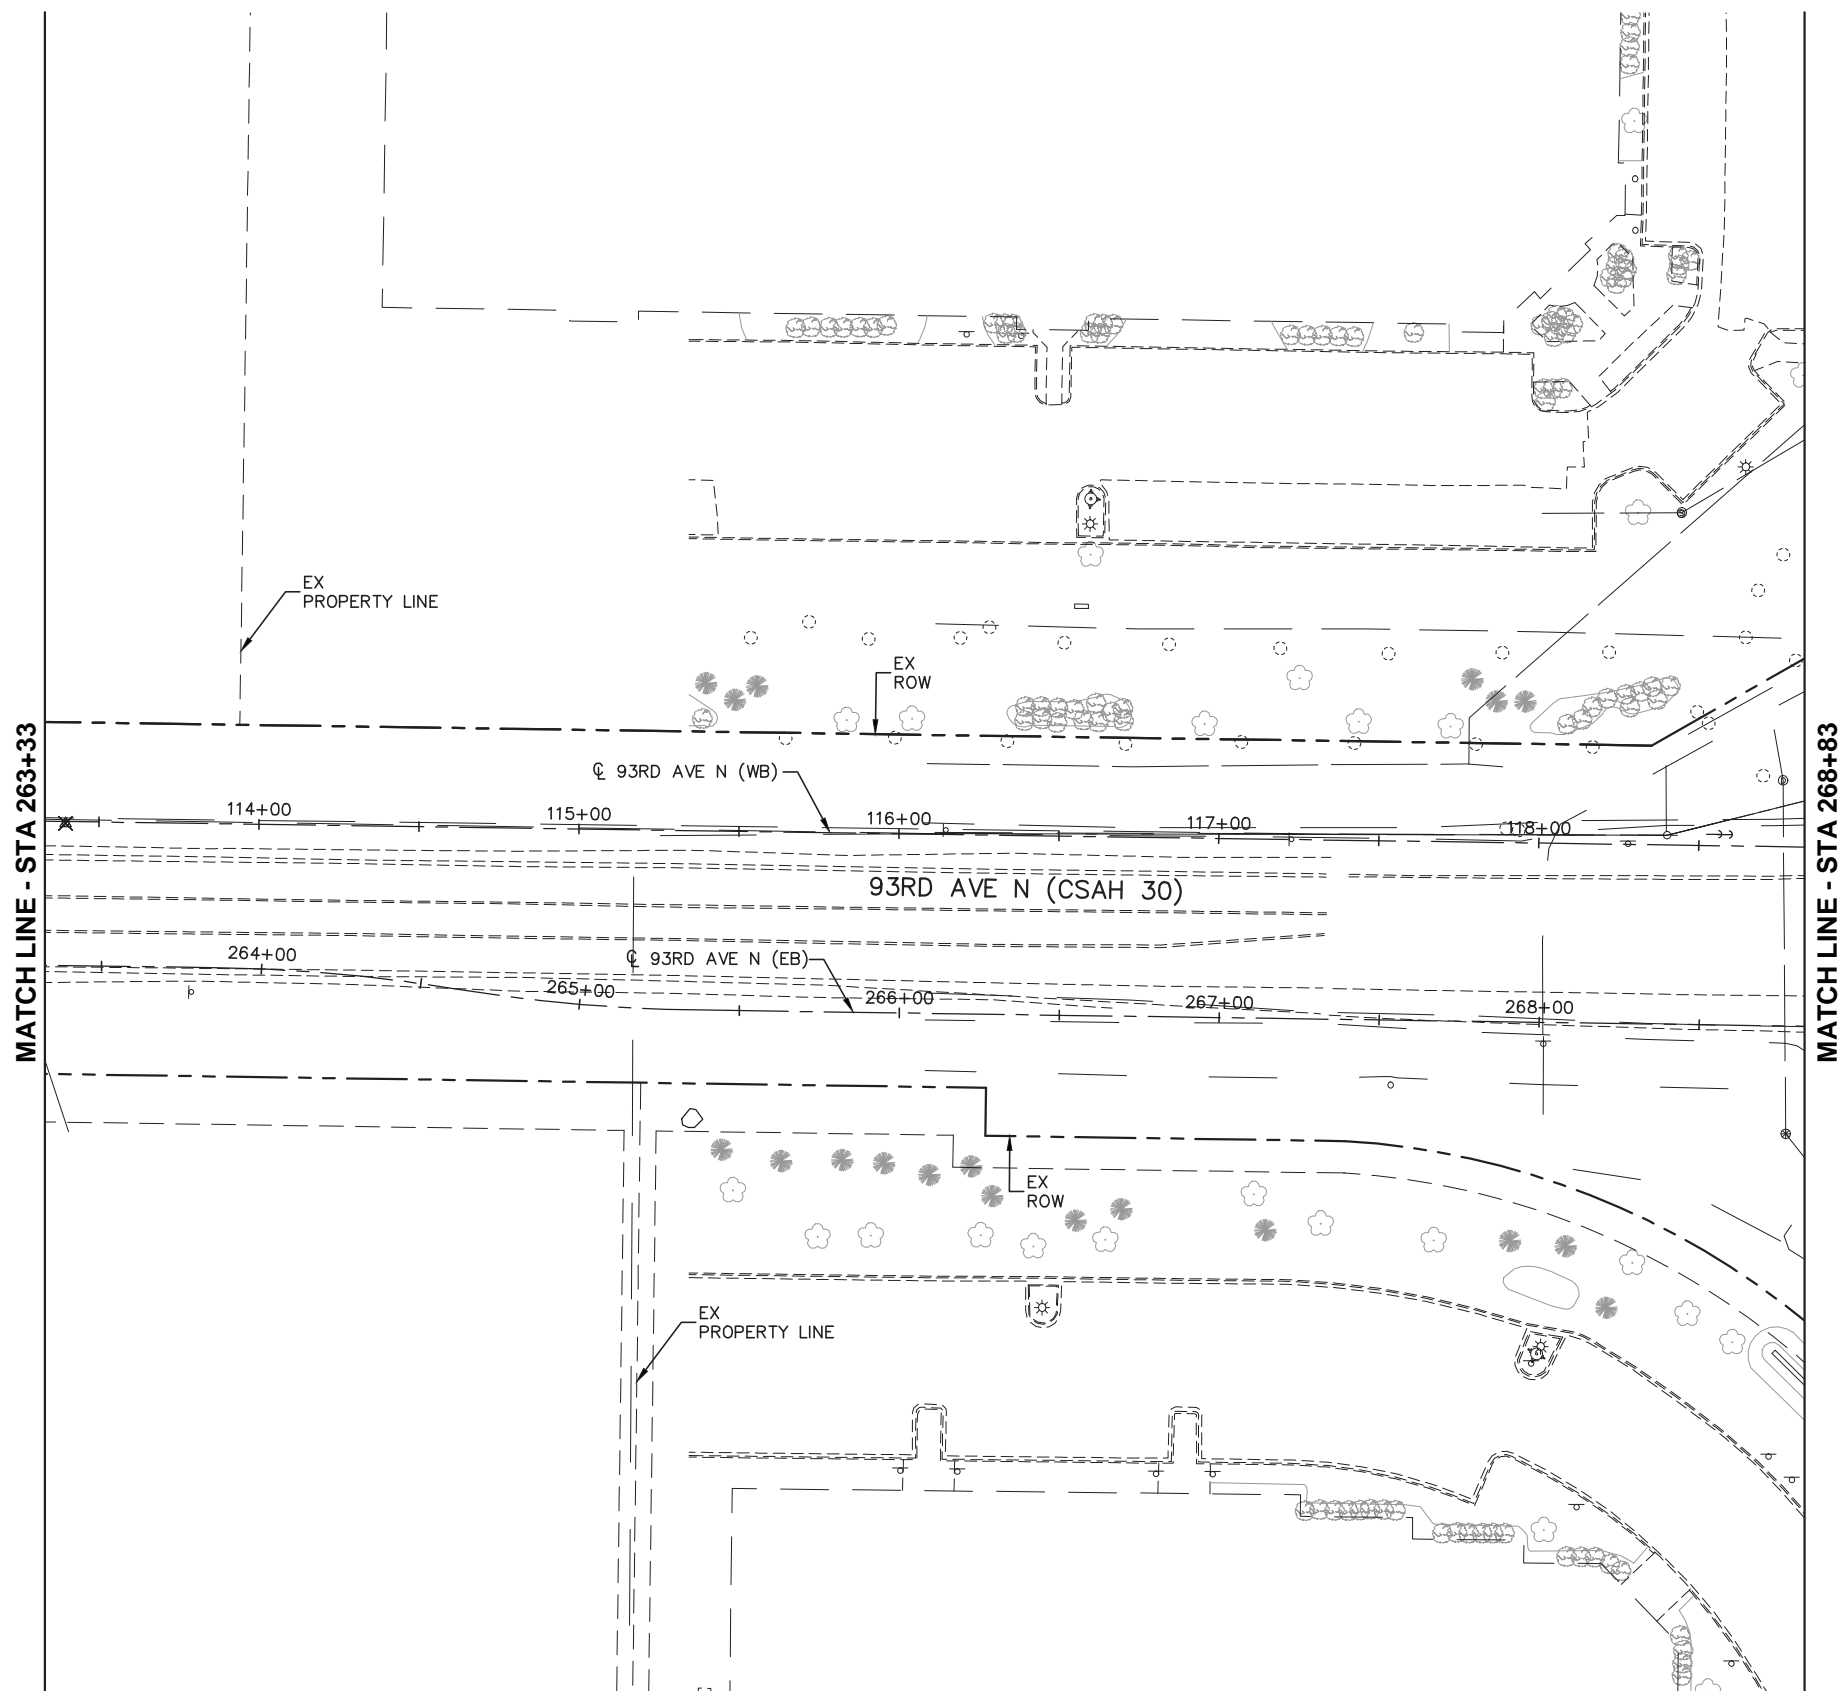 EX
PROPERTY LINE
EX
ROW
℄ 93RD AVE N (WB)
114+00
115+00
116+00
117+00
118+00
93RD AVE N (CSAH 30)
MATCH LINE - STA 263+33
MATCH LINE - STA 268+83
℄ 93RD AVE N (EB)
264+00
265+00
266+00
267+00
268+00
EX
ROW
EX
PROPERTY LINE